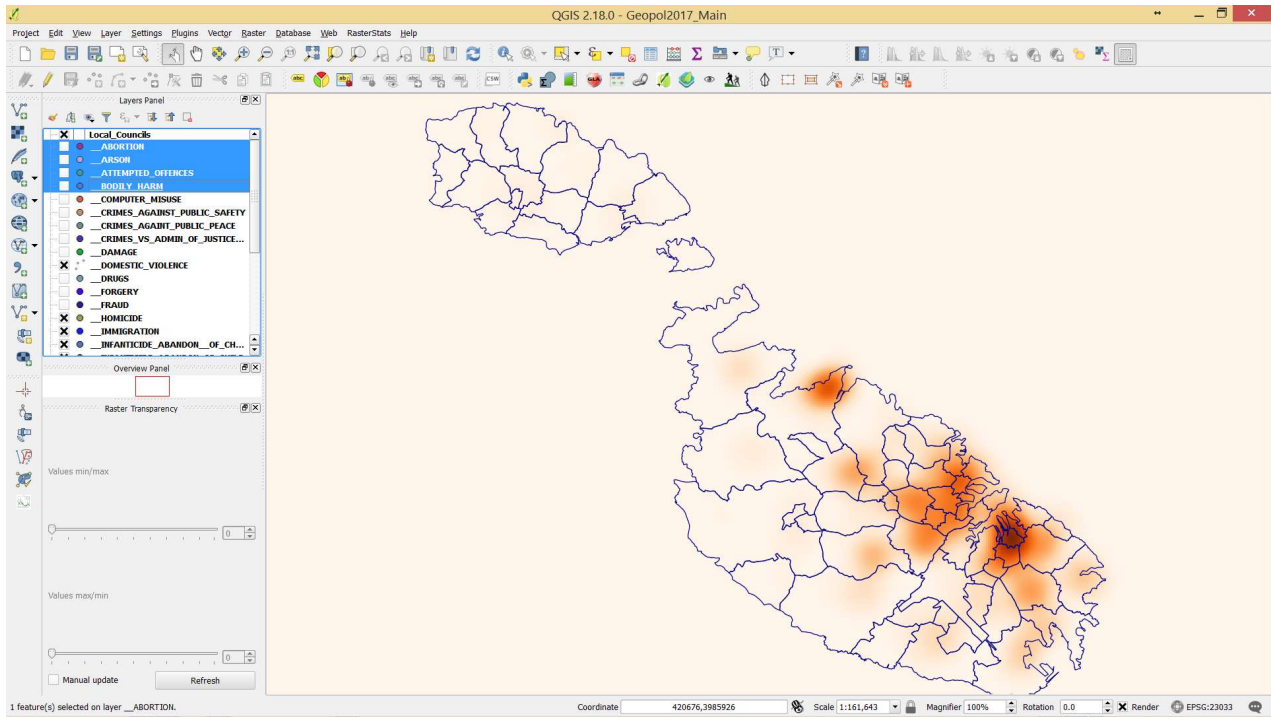 QGIS 2.18.0 - Geopol2017_Main
Project Edit View Layer Settings Plugins Vector Raster Database Web RasterStats Help
Layers Panel
Local_Councils
__ABORTION
__ARSON
__ATTEMPTED_OFFENCES
__BODILY_HARM
__COMPUTER_MISUSE
__CRIMES_AGAINST_PUBLIC_SAFETY
__CRIMES_AGAINT_PUBLIC_PEACE
__CRIMES_VS_ADMIN_OF_JUSTICE...
__DAMAGE
__DOMESTIC_VIOLENCE
__DRUGS
__FORGERY
__FRAUD
__HOMICIDE
__IMMIGRATION
__INFANTICIDE_ABANDON__OF_CH...
Overview Panel
Raster Transparency
Values min/max
0
Values max/min
0
Manual update Refresh
1 feature(s) selected on layer __ABORTION. Coordinate 420676,3985926 Scale 1:161,643 Magnifier 100% Rotation 0.0 Render EPSG:23033